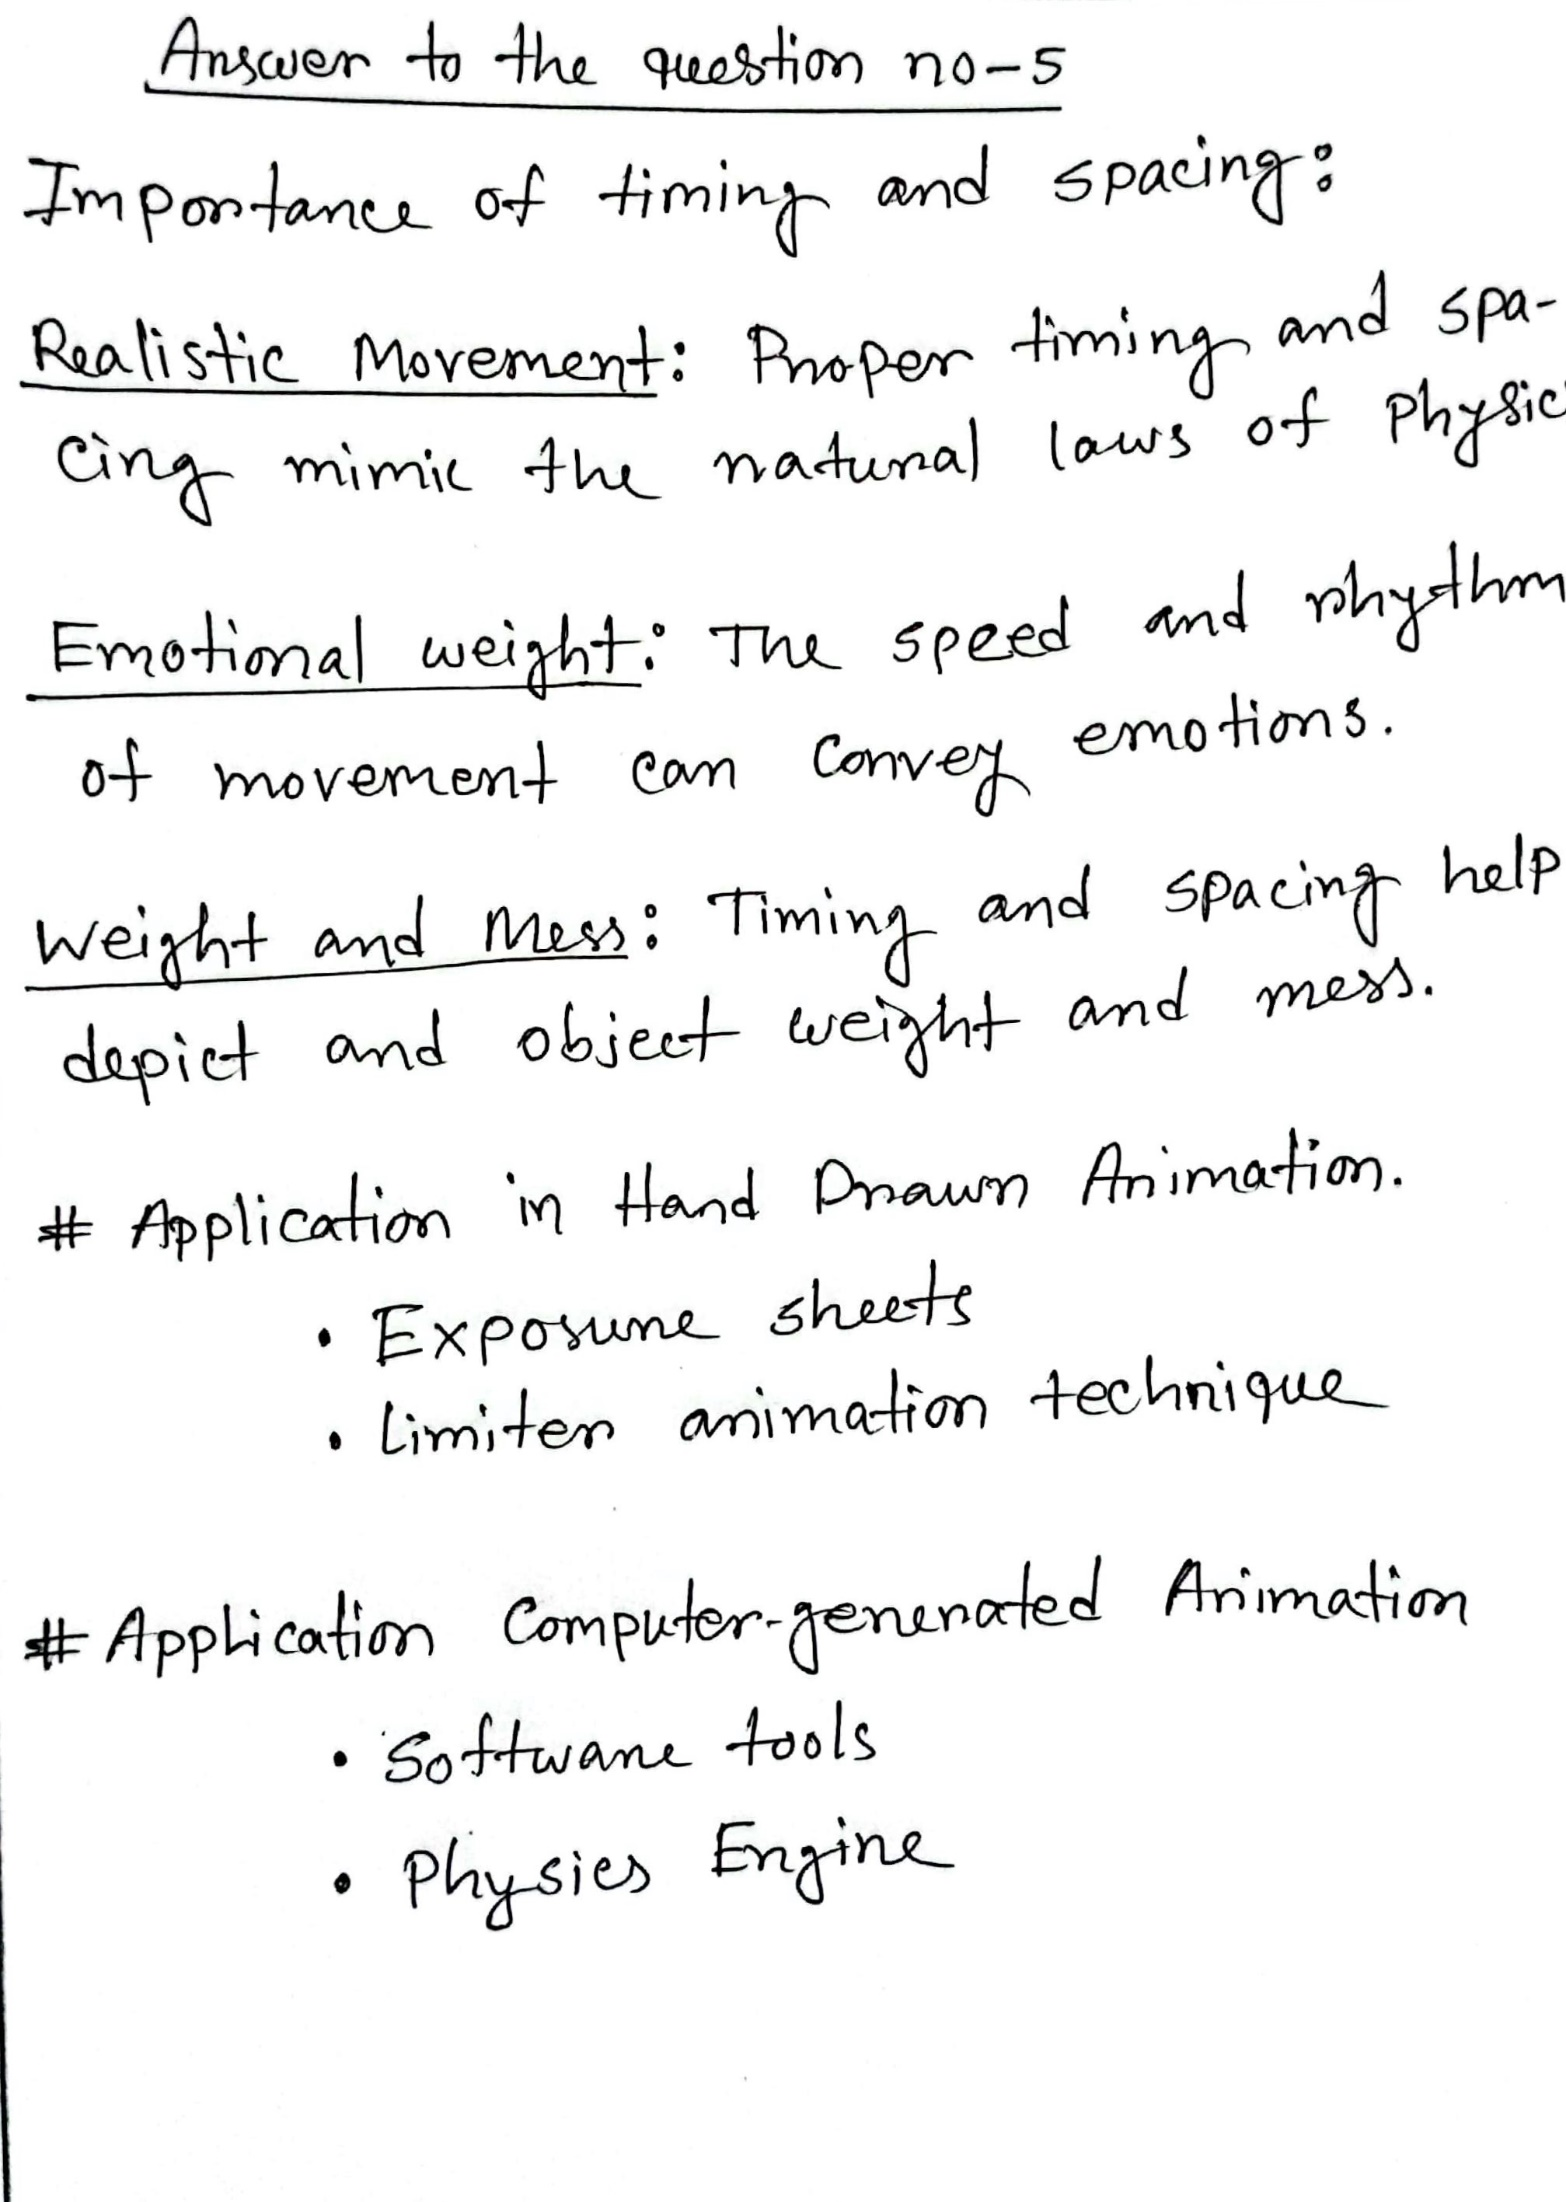 Answer to the question no-5
Importance of timing and spacing:
Realistic Movement: Proper timing and spa-
cing mimic the natural laws of physic
Emotional weight: The speed and rhythm
of movement can convey emotions.
Weight and Mess: Timing and spacing help
depict and object weight and mess.
# Application in Hand Drawn Animation.
• Exposure sheets
• Limiter animation technique
# Application Computer-generated Animation
• Software tools
• Physics Engine